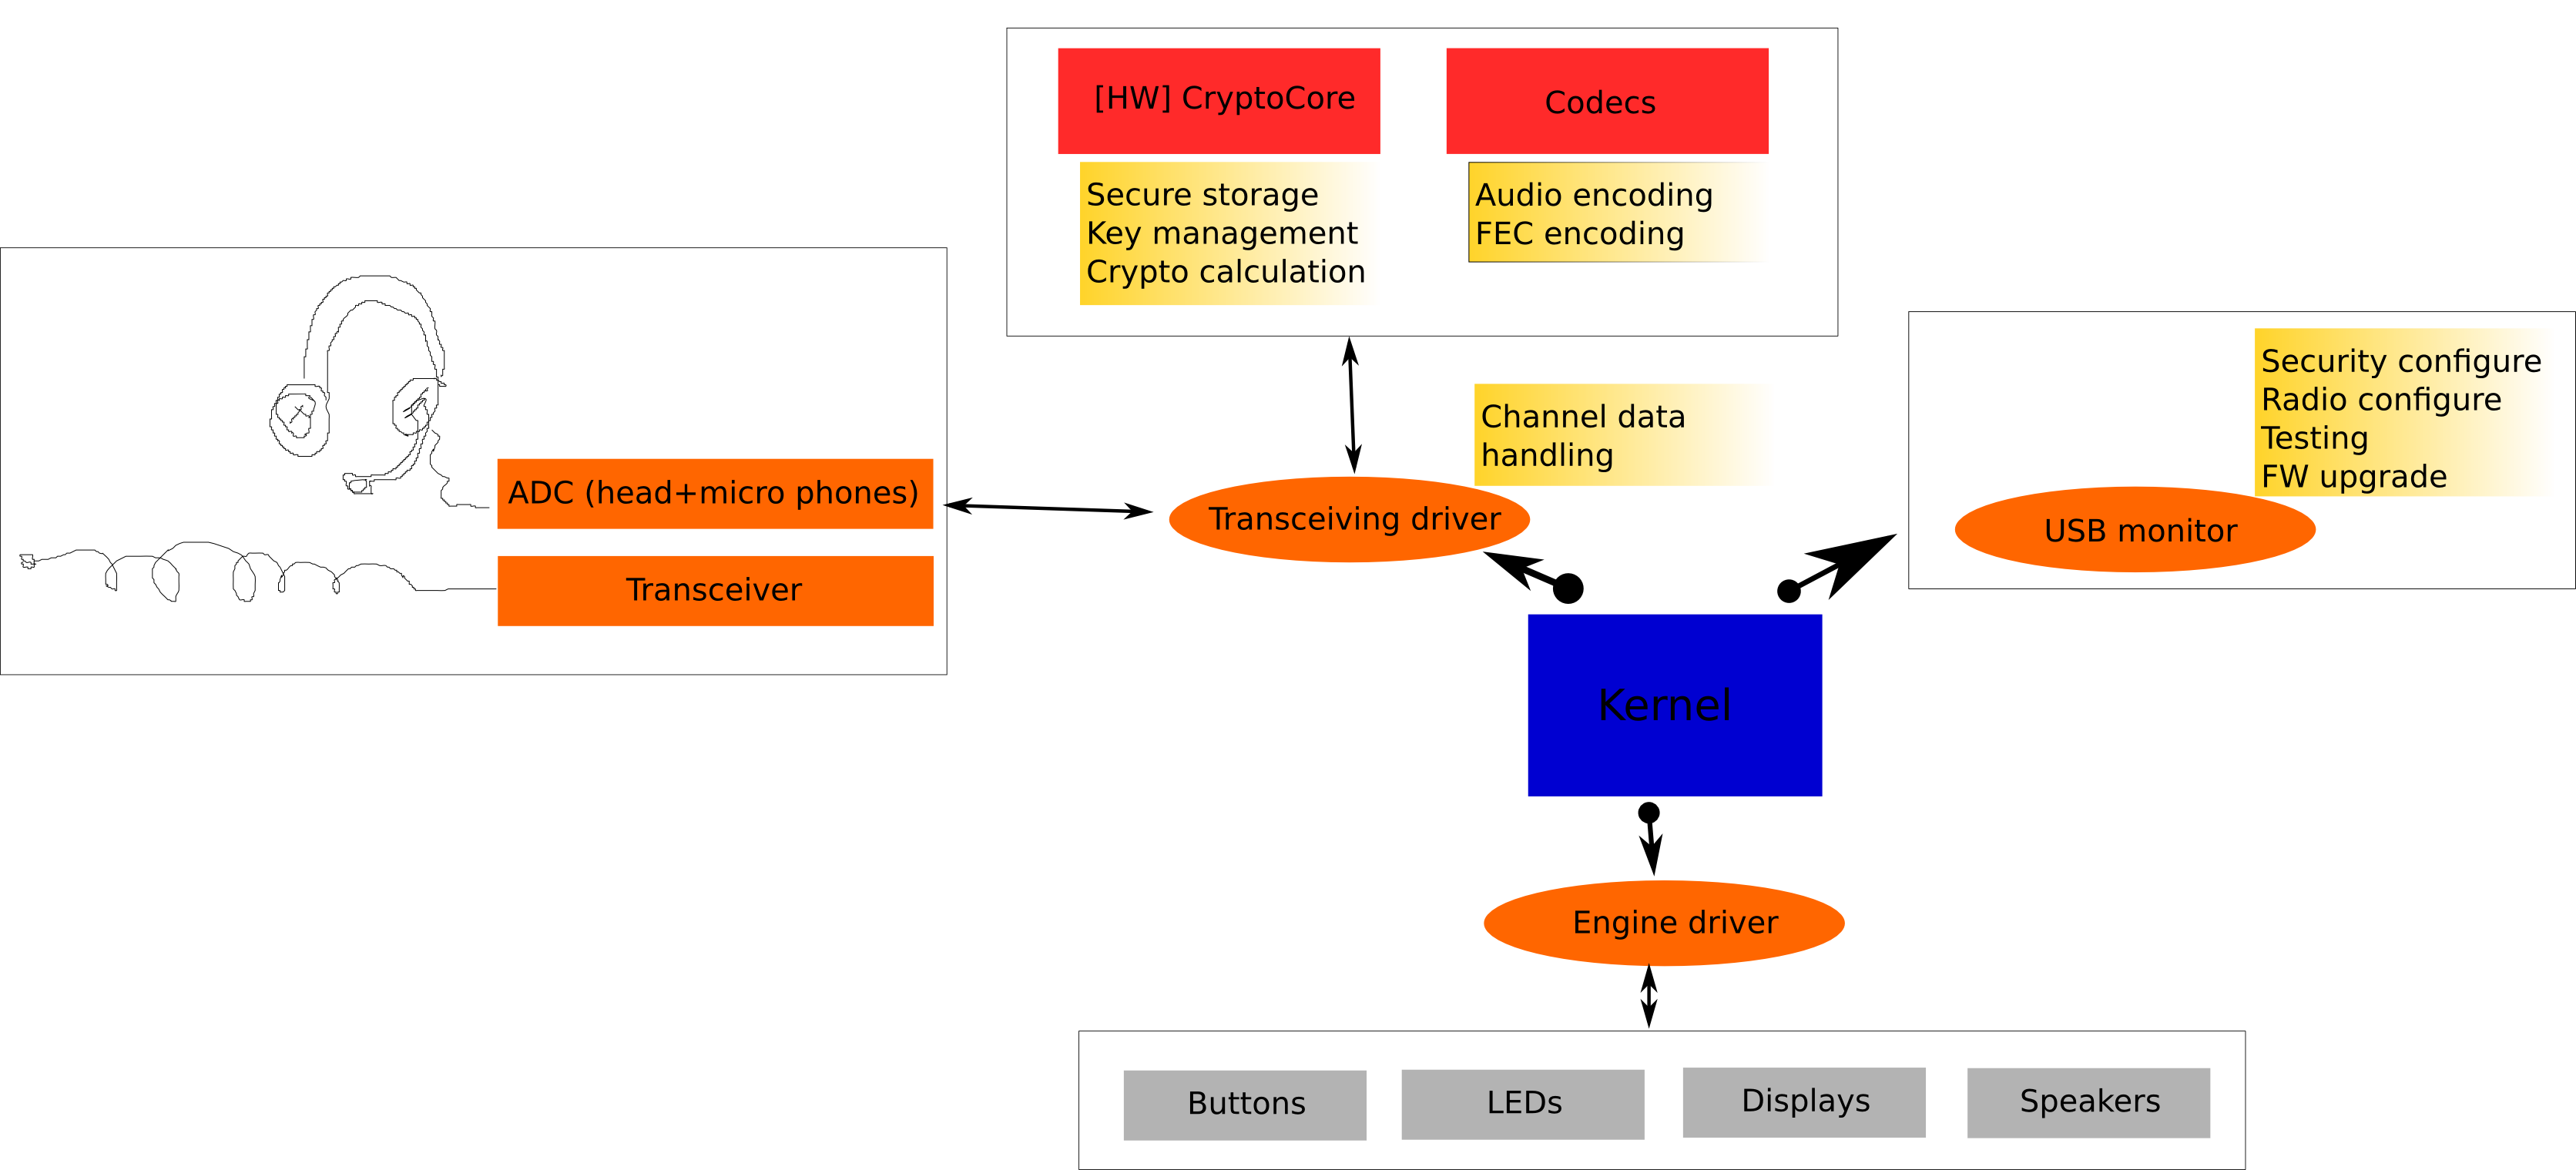 [HW] CryptoCore
Codecs
Secure storage
Key management
Crypto calculation
Audio encoding
FEC encoding
Security configure
Radio configure
Testing
FW upgrade
USB monitor
Channel data
handling
Transceiving driver
ADC (head+micro phones)
Transceiver
Kernel
Engine driver
Buttons
LEDs
Displays
Speakers